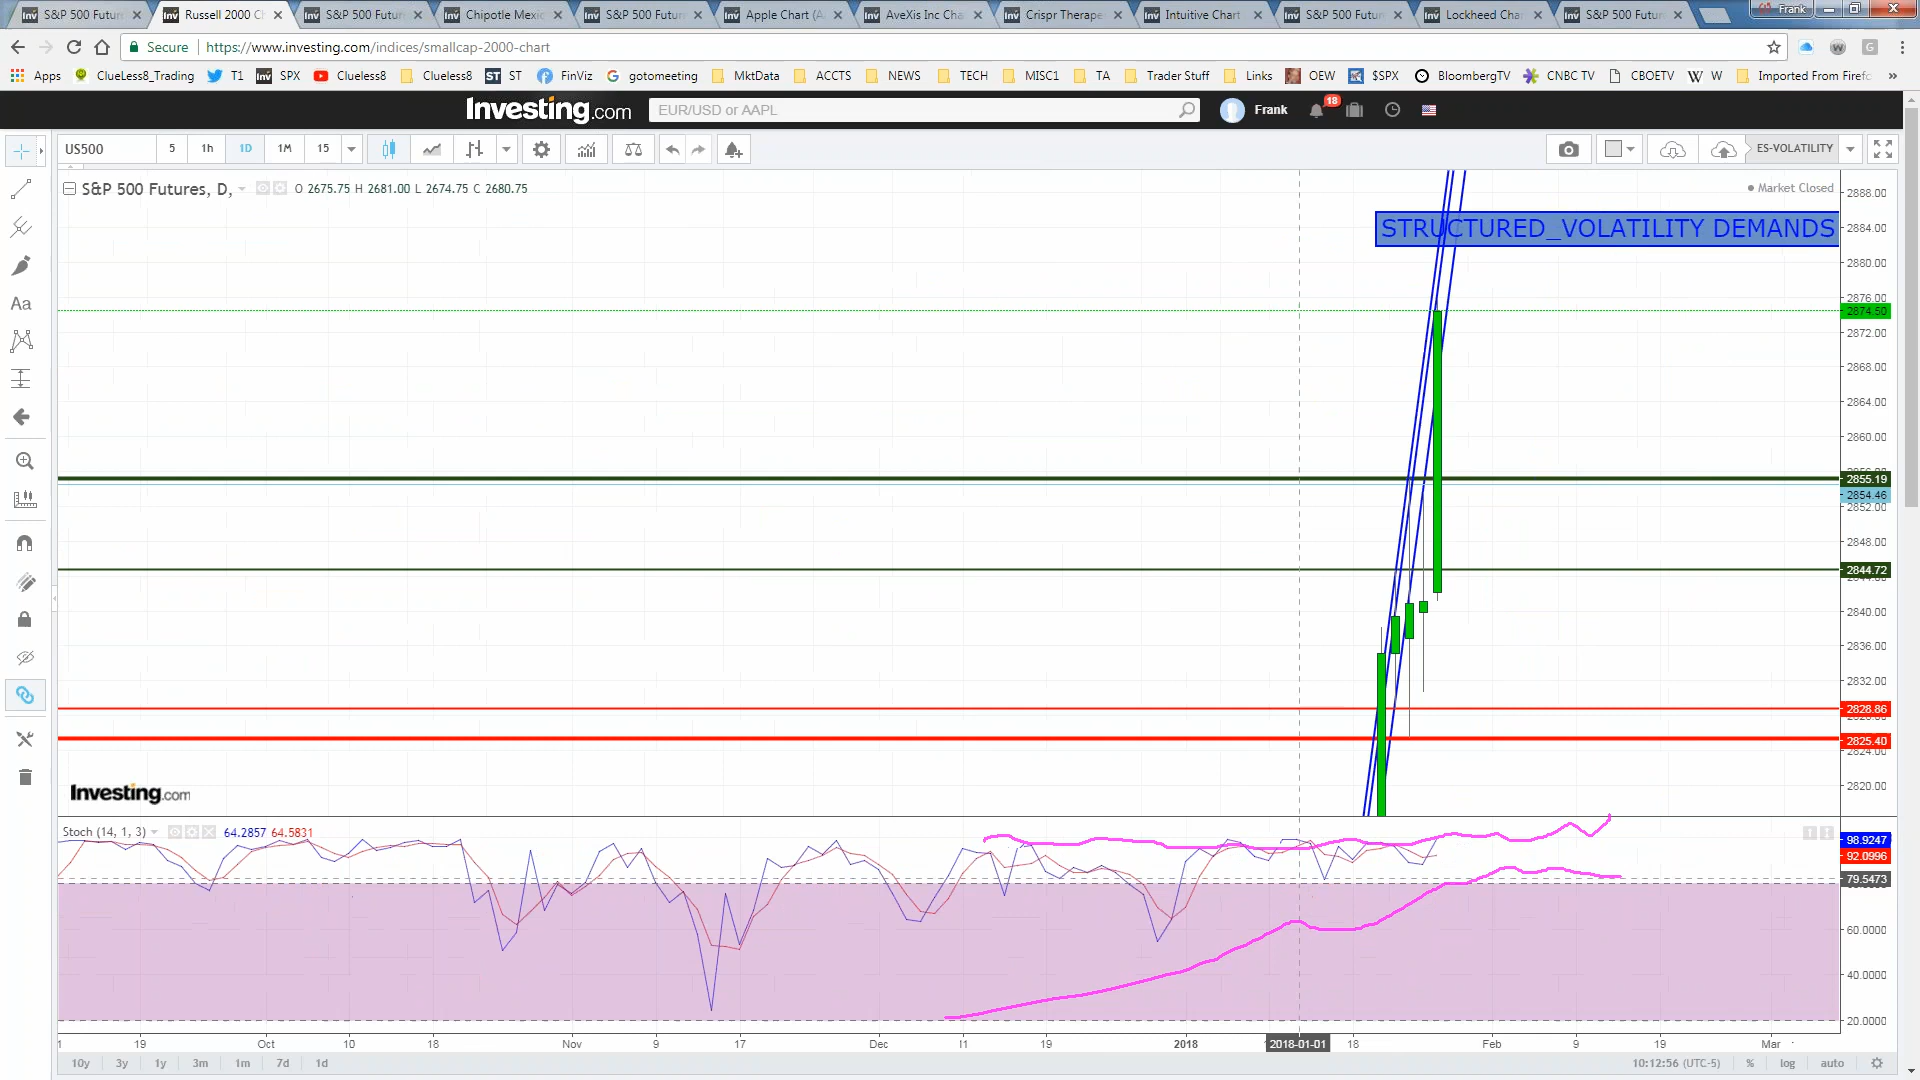 S&P 500 Futur Russell 2000 C S&P 500 Futur Chipotle Mexic S&P 500 Futur Apple Chart (A AveXis Inc Cha Crispr Therape Intuitive Chart S&P 500 Futur Lockheed Char S&P 500 Futur Frank
Secure https://www.investing.com/indices/smallcap-2000-chart
Apps ClueLess8_Trading T1 SPX Clueless8 Clueless8 ST FinViz gotomeeting MktData ACCTS NEWS TECH MISC1 TA Trader Stuff Links OEW $SPX BloombergTV CNBC TV CBOETV W Imported From Firefo
Investing.com EUR/USD or AAPL Frank 18
US500 5 1h 1D 1M 15 ES-VOLATILITY
S&P 500 Futures, D, O 2675.75 H 2681.00 L 2674.75 C 2680.75 Market Closed
2888.00
STRUCTURED_VOLATILITY DEMANDS
2884.00
2880.00
2876.00
2874.50
2872.00
2868.00
2864.00
2860.00
2855.19
2854.46
2852.00
2848.00
2844.72
2840.00
2836.00
2832.00
2828.86
2825.40
2824.00
2820.00
Investing.com
Stoch (14, 1, 3) 64.2857 64.5831
98.9247
92.0996
79.5473
60.0000
40.0000
20.0000
19 Oct 10 18 Nov 9 17 Dec 11 19 2018 2018-01-01 18 Feb 9 19 Mar
10y 3y 1y 3m 1m 7d 1d 10:12:56 (UTC-5) % log auto